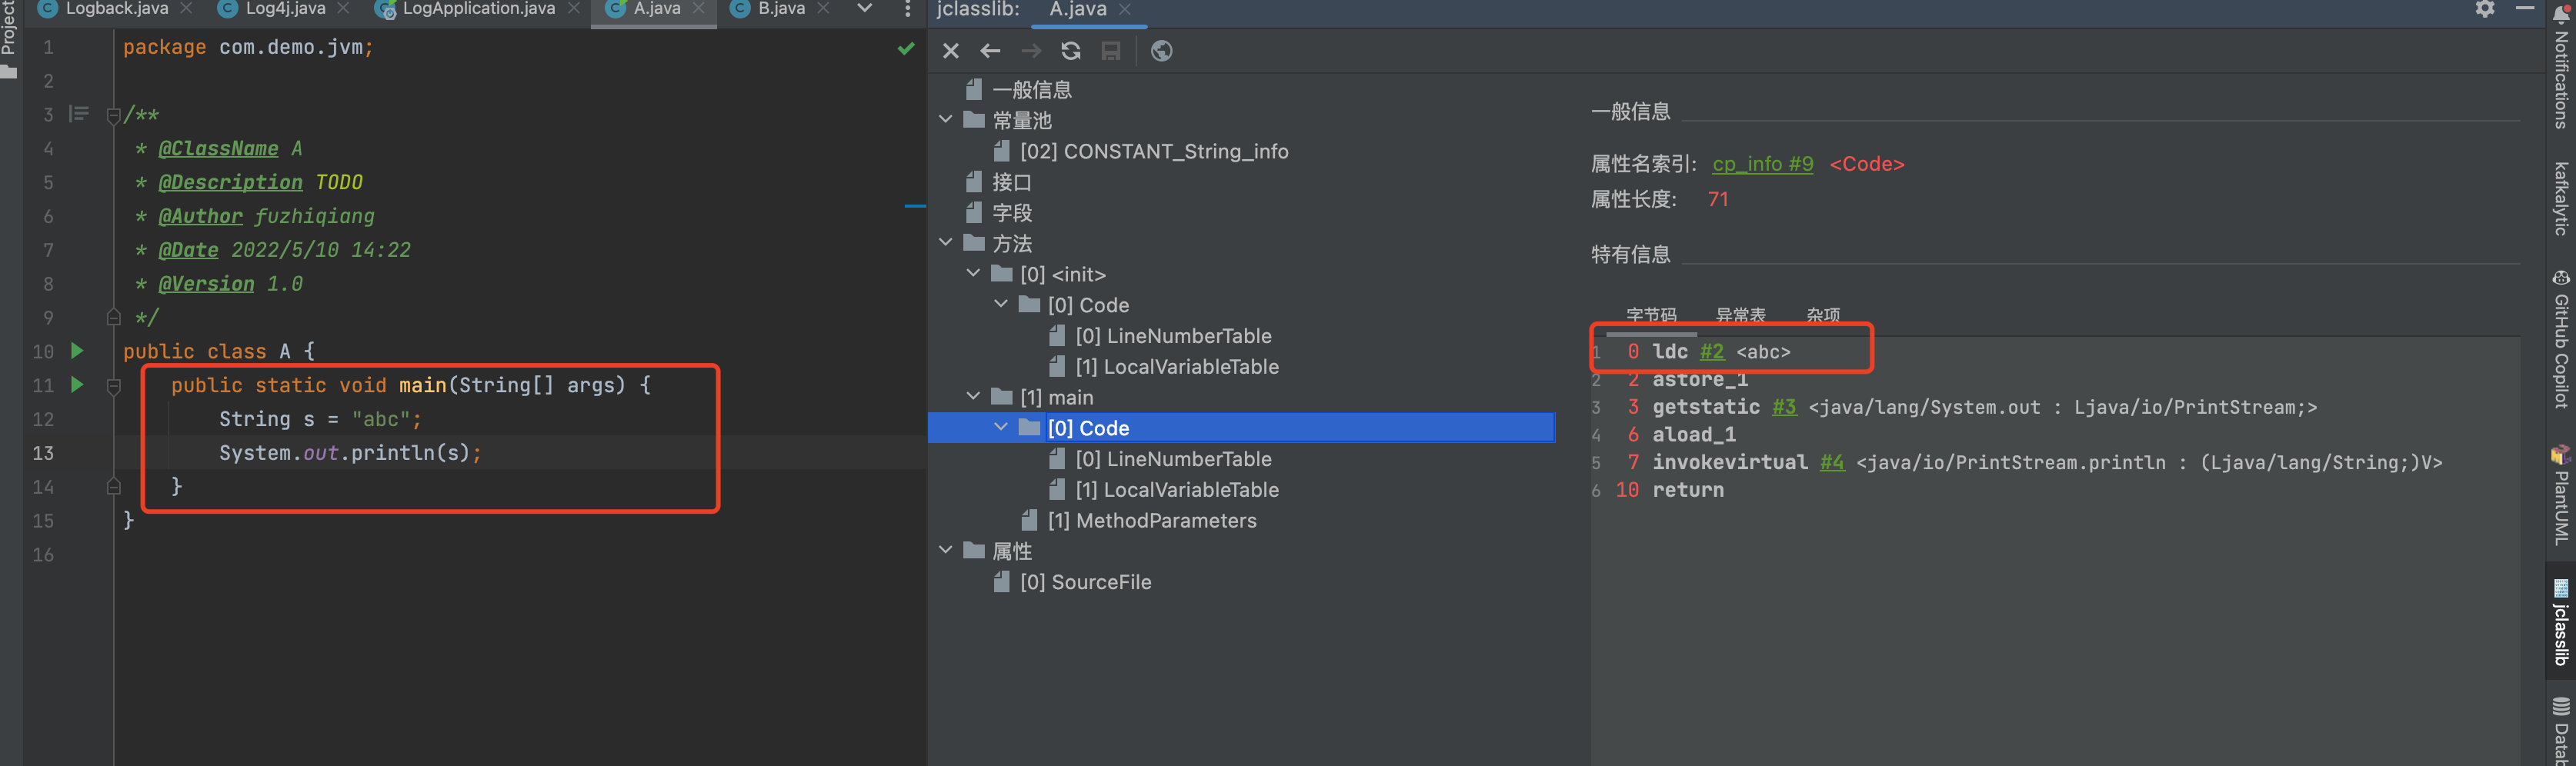 Project
Logback.java
Log4j.java
LogApplication.java
A.java
B.java
1 package com.demo.jvm;
2
3 /**
4 * @ClassName A
5 * @Description TODO
6 * @Author fuzhiqiang
7 * @Date 2022/5/10 14:22
8 * @Version 1.0
9 */
10 public class A {
11 public static void main(String[] args) {
12 String s = "abc";
13 System.out.println(s);
14 }
15 }
16
jclasslib:
A.java
一般信息
常量池
[02] CONSTANT_String_info
接口
字段
方法
[0] <init>
[0] Code
[0] LineNumberTable
[1] LocalVariableTable
[1] main
[0] Code
[0] LineNumberTable
[1] LocalVariableTable
[1] MethodParameters
属性
[0] SourceFile
一般信息
属性名索引: cp_info #9 <Code>
属性长度: 71
特有信息
字节码 异常表 杂项
1 0 ldc #2 <abc>
2 2 astore_1
3 3 getstatic #3 <java/lang/System.out : Ljava/io/PrintStream;>
4 6 aload_1
5 7 invokevirtual #4 <java/io/PrintStream.println : (Ljava/lang/String;)V>
6 10 return
Notifications
kafkalytic
GitHub Copilot
PlantUML
jclasslib